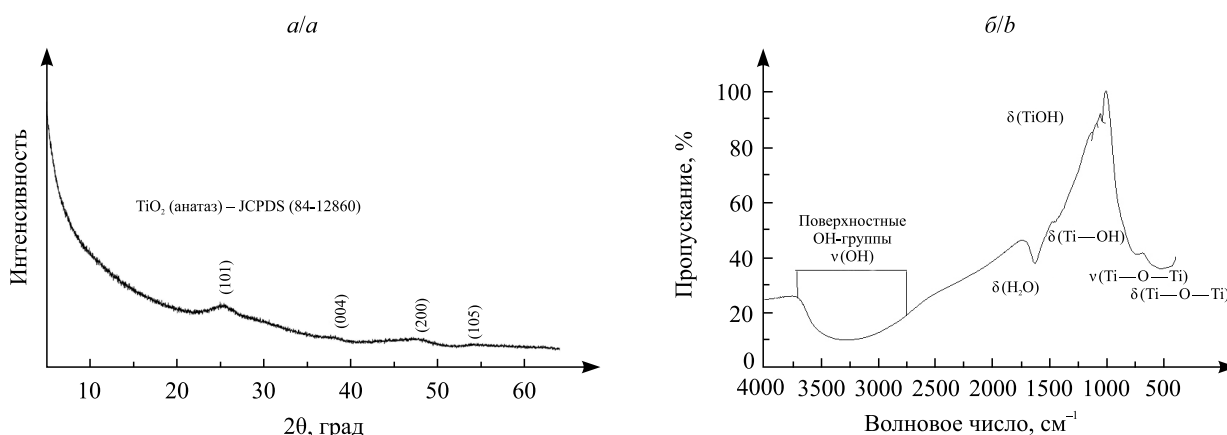 а/a
Интенсивность
TiO₂ (анатаз) – JCPDS (84-12860)
(101)
(004)
(200)
(105)
10 20 30 40 50 60
2θ, град
б/b
Пропускание, %
100
80
60
40
20
0
δ(TiOH)
Поверхностные
ОН-группы
ν(OH)
δ(H₂O)
δ(Ti—OH)
ν(Ti—O—Ti)
δ(Ti—O—Ti)
4000 3500 3000 2500 2000 1500 1000 500
Волновое число, см⁻¹